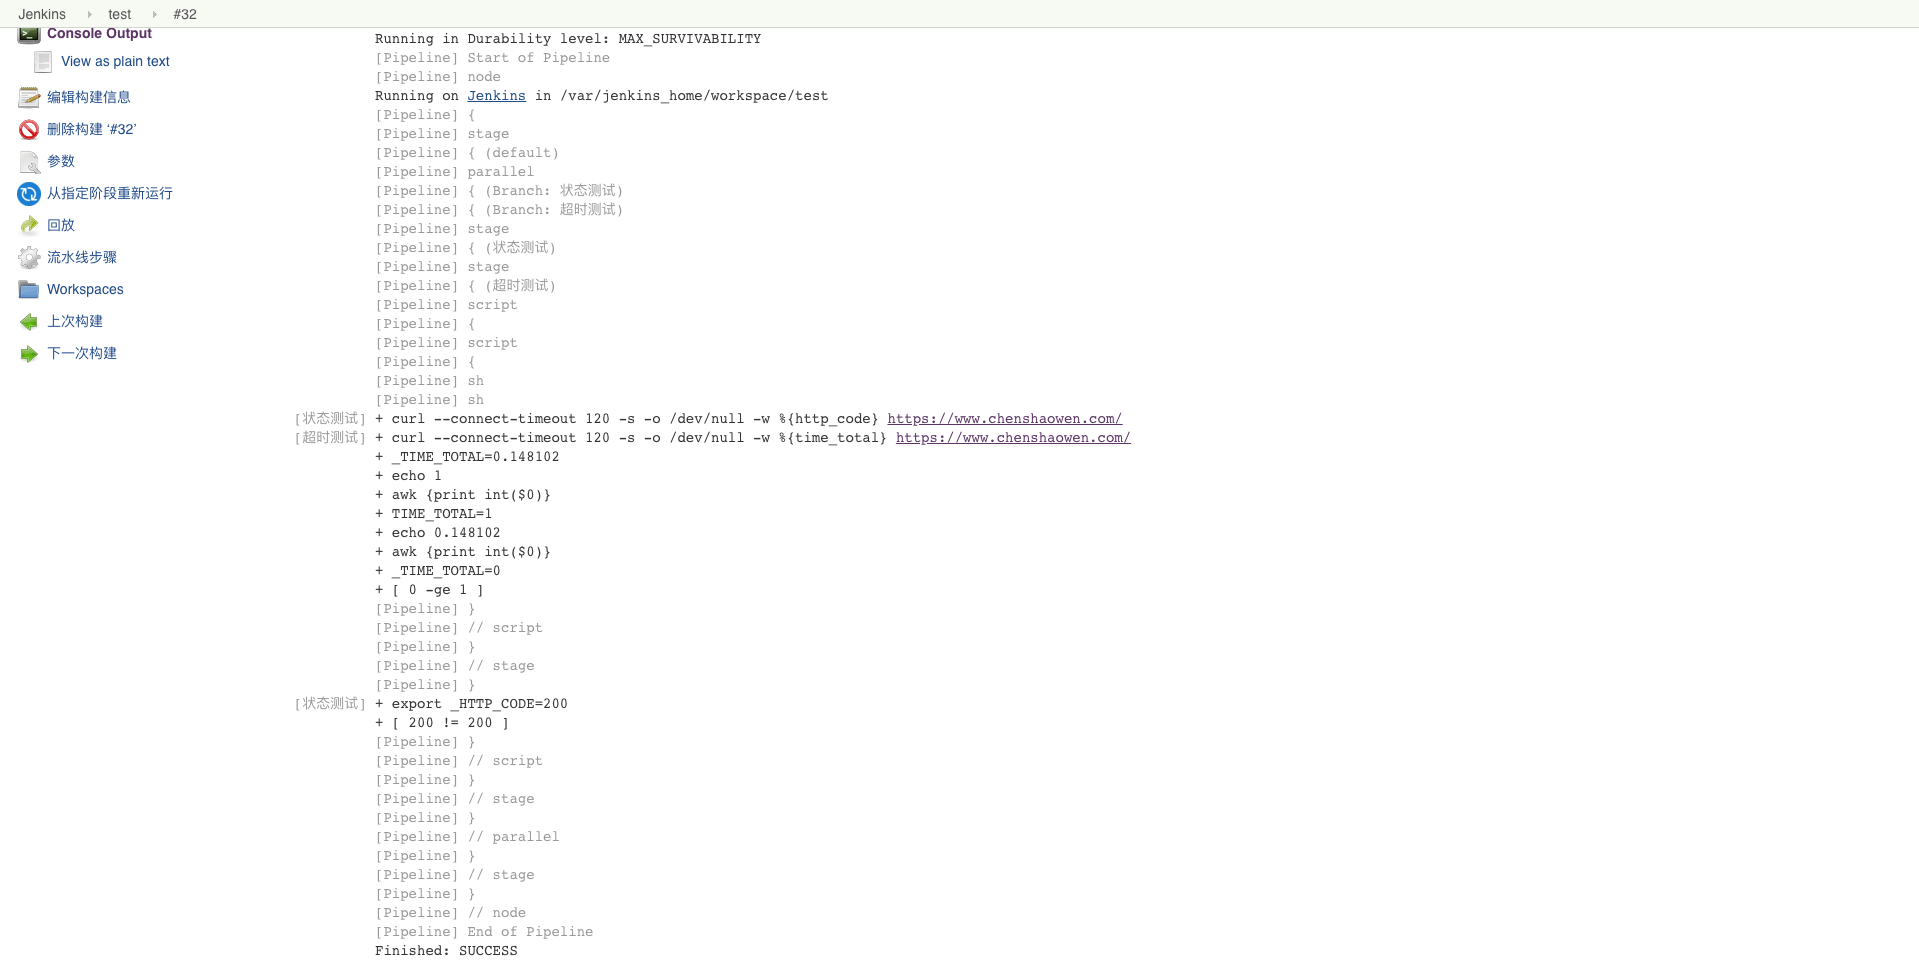 Jenkins test #32
Console Output
View as plain text
编辑构建信息
删除构建 ‘#32’
参数
从指定阶段重新运行
回放
流水线步骤
Workspaces
上次构建
下一次构建
Running in Durability level: MAX_SURVIVABILITY
[Pipeline] Start of Pipeline
[Pipeline] node
Running on Jenkins in /var/jenkins_home/workspace/test
[Pipeline] {
[Pipeline] stage
[Pipeline] { (default)
[Pipeline] parallel
[Pipeline] { (Branch: 状态测试)
[Pipeline] { (Branch: 超时测试)
[Pipeline] stage
[Pipeline] { (状态测试)
[Pipeline] stage
[Pipeline] { (超时测试)
[Pipeline] script
[Pipeline] {
[Pipeline] script
[Pipeline] {
[Pipeline] sh
[Pipeline] sh
[状态测试] + curl --connect-timeout 120 -s -o /dev/null -w %{http_code} https://www.chenshaowen.com/
[超时测试] + curl --connect-timeout 120 -s -o /dev/null -w %{time_total} https://www.chenshaowen.com/
+ _TIME_TOTAL=0.148102
+ echo 1
+ awk {print int($0)}
+ TIME_TOTAL=1
+ echo 0.148102
+ awk {print int($0)}
+ _TIME_TOTAL=0
+ [ 0 -ge 1 ]
[Pipeline] }
[Pipeline] // script
[Pipeline] }
[Pipeline] // stage
[Pipeline] }
[状态测试] + export _HTTP_CODE=200
+ [ 200 != 200 ]
[Pipeline] }
[Pipeline] // script
[Pipeline] }
[Pipeline] // stage
[Pipeline] }
[Pipeline] // parallel
[Pipeline] }
[Pipeline] // stage
[Pipeline] }
[Pipeline] // node
[Pipeline] End of Pipeline
Finished: SUCCESS